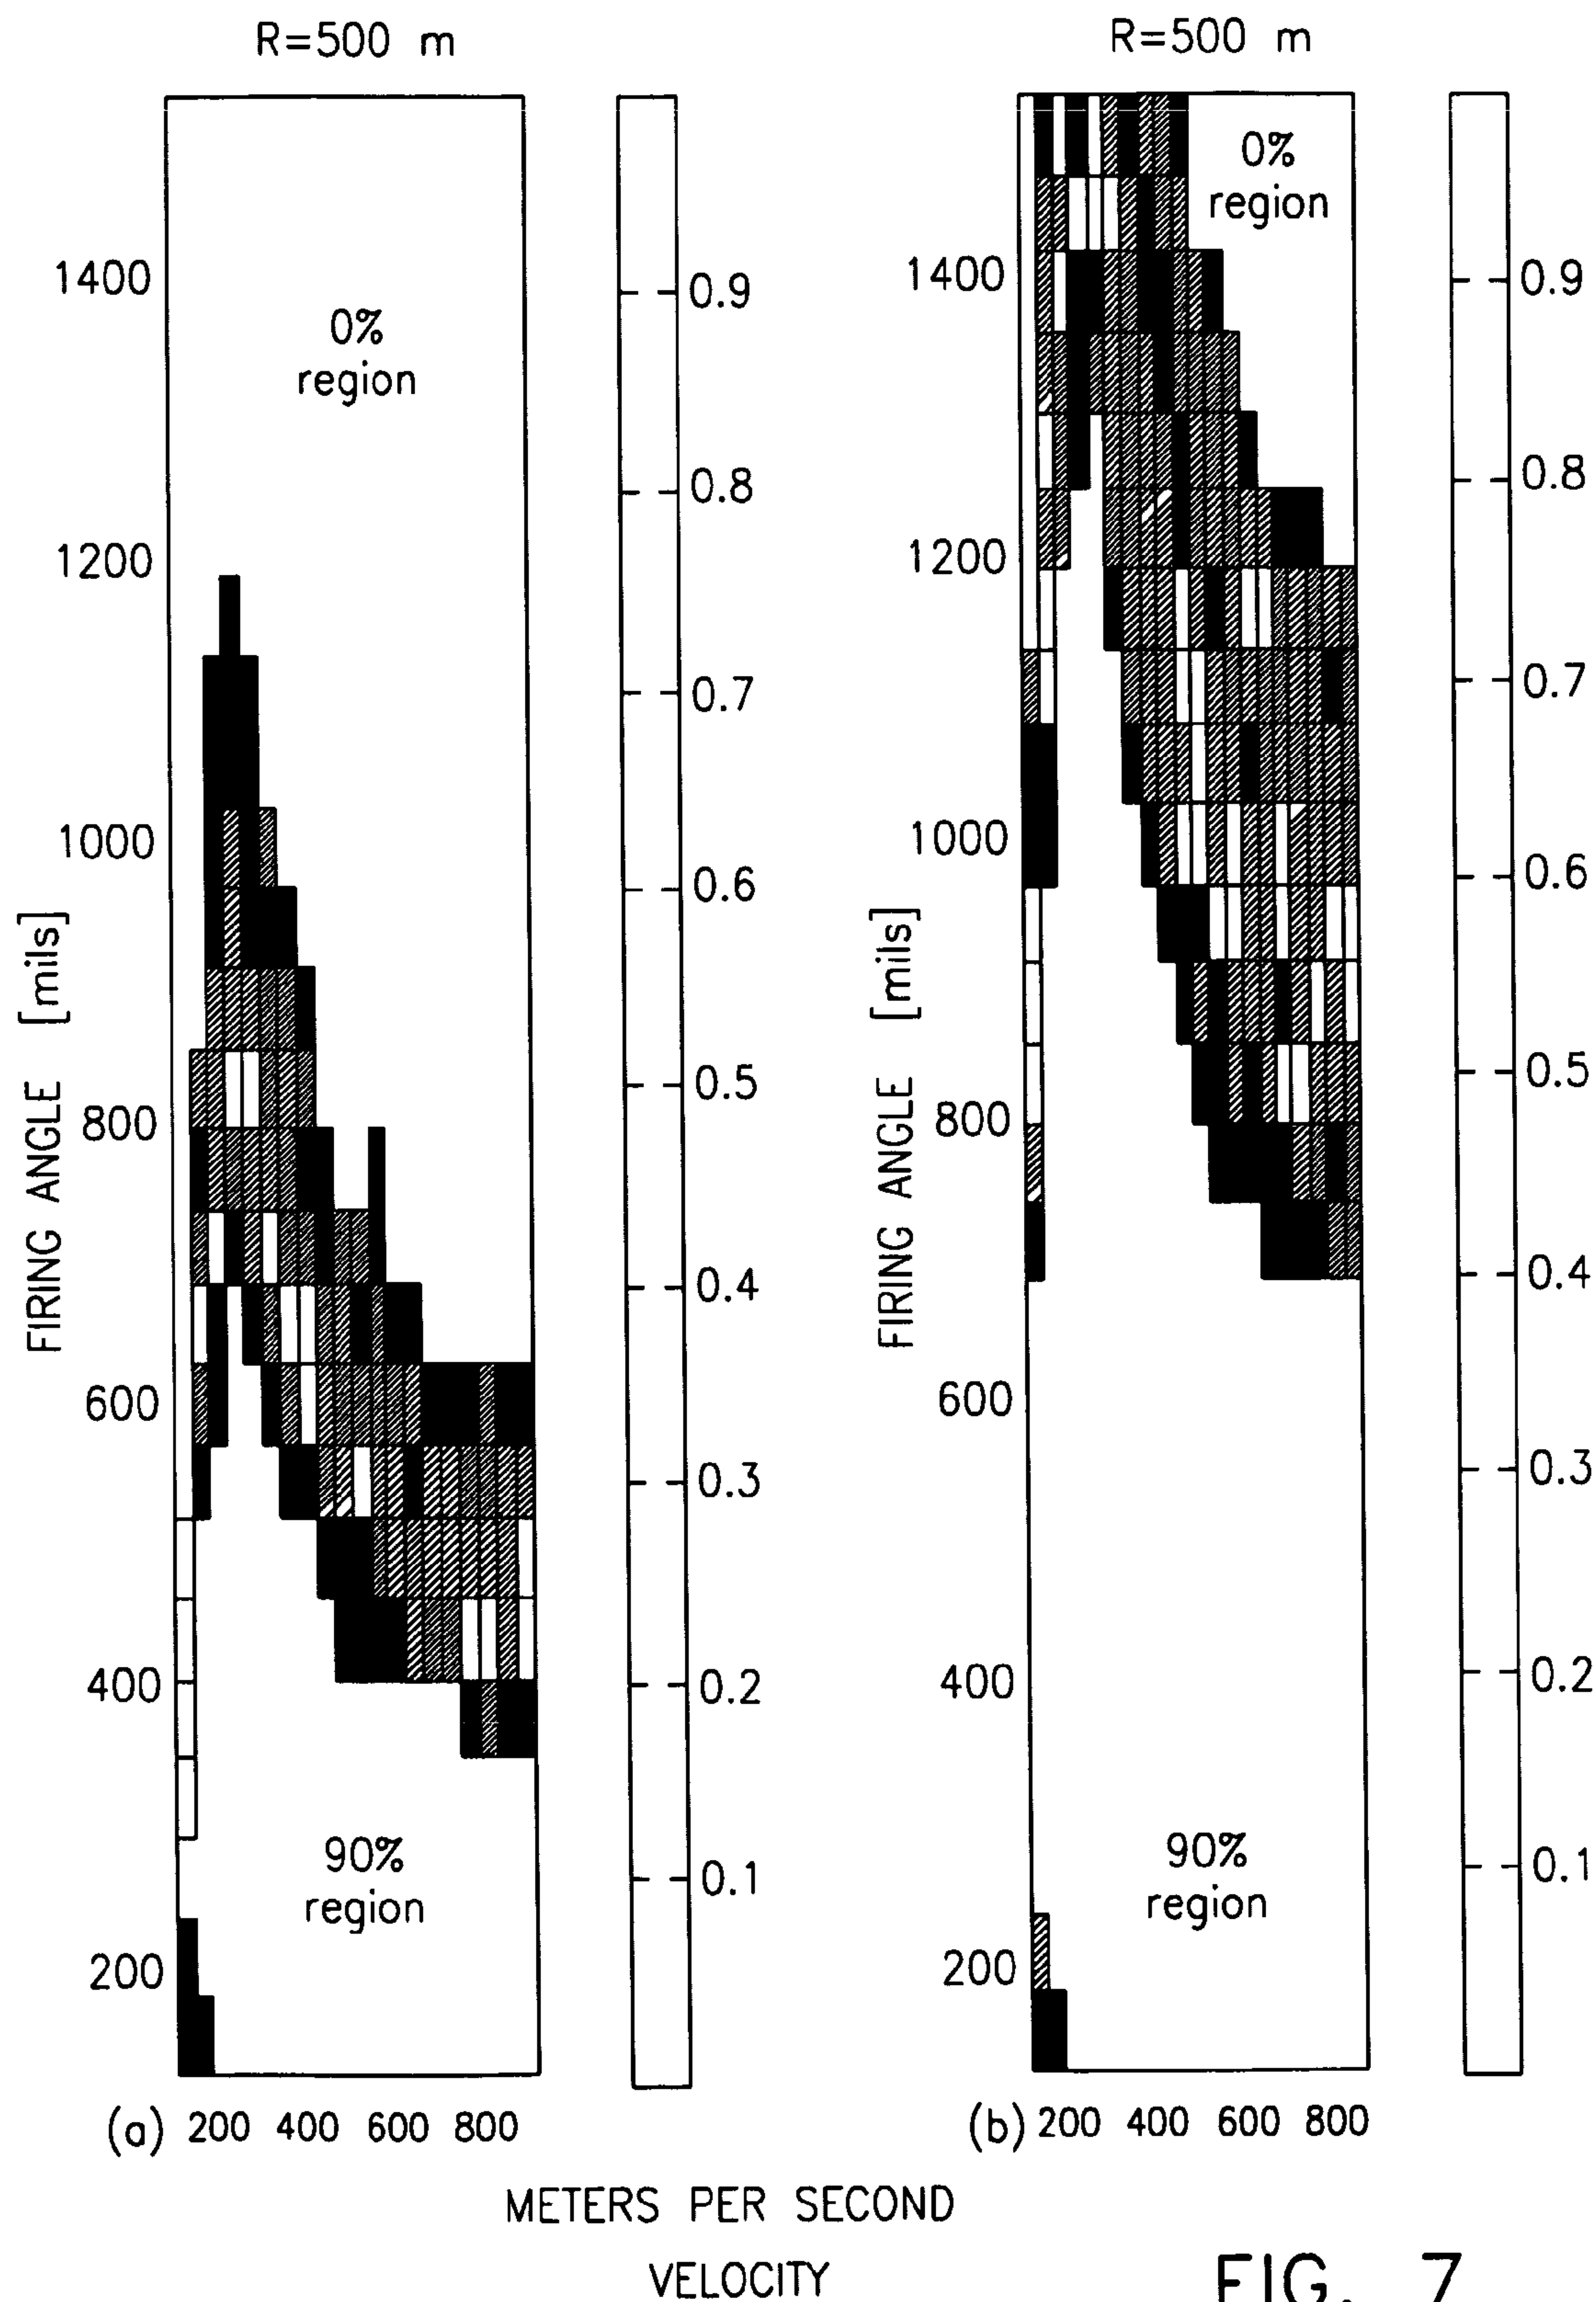 R=500 m
1400
1200
1000
800
600
400
200
FIRING ANGLE [mils]
0%
region
90%
region
0.9
0.8
0.7
0.6
0.5
0.4
0.3
0.2
0.1
(a) 200 400 600 800
R=500 m
1400
1200
1000
800
600
400
200
FIRING ANGLE [mils]
0%
region
90%
region
0.9
0.8
0.7
0.6
0.5
0.4
0.3
0.2
0.1
(b) 200 400 600 800
METERS PER SECOND
VELOCITY
FIG. 7